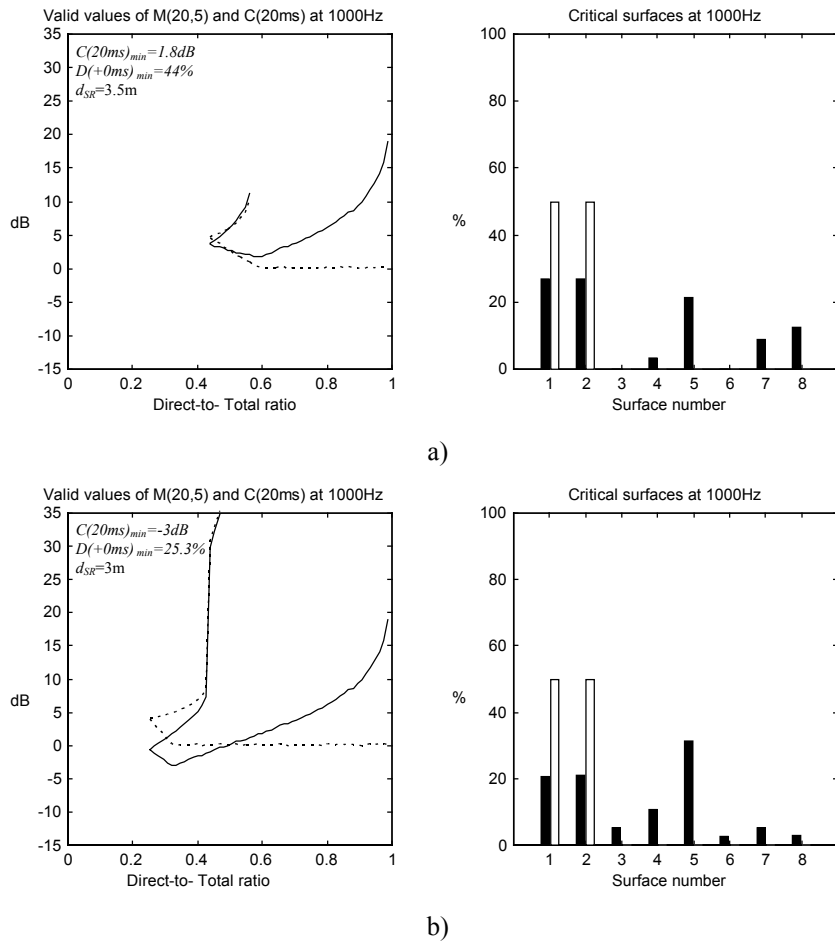 Valid values of M(20,5) and C(20ms) at 1000Hz
C(20ms)min=1.8dB
D(+0ms) min=44%
dSR=3.5m
35
30
25
20
15
10
5
0
-5
-10
-15
dB
0 0.2 0.4 0.6 0.8 1
Direct-to- Total ratio
Critical surfaces at 1000Hz
100
80
60
40
20
0
%
1 2 3 4 5 6 7 8
Surface number
a)
Valid values of M(20,5) and C(20ms) at 1000Hz
C(20ms)min=-3dB
D(+0ms) min=25.3%
dSR=3m
35
30
25
20
15
10
5
0
-5
-10
-15
dB
0 0.2 0.4 0.6 0.8 1
Direct-to- Total ratio
Critical surfaces at 1000Hz
100
80
60
40
20
0
%
1 2 3 4 5 6 7 8
Surface number
b)